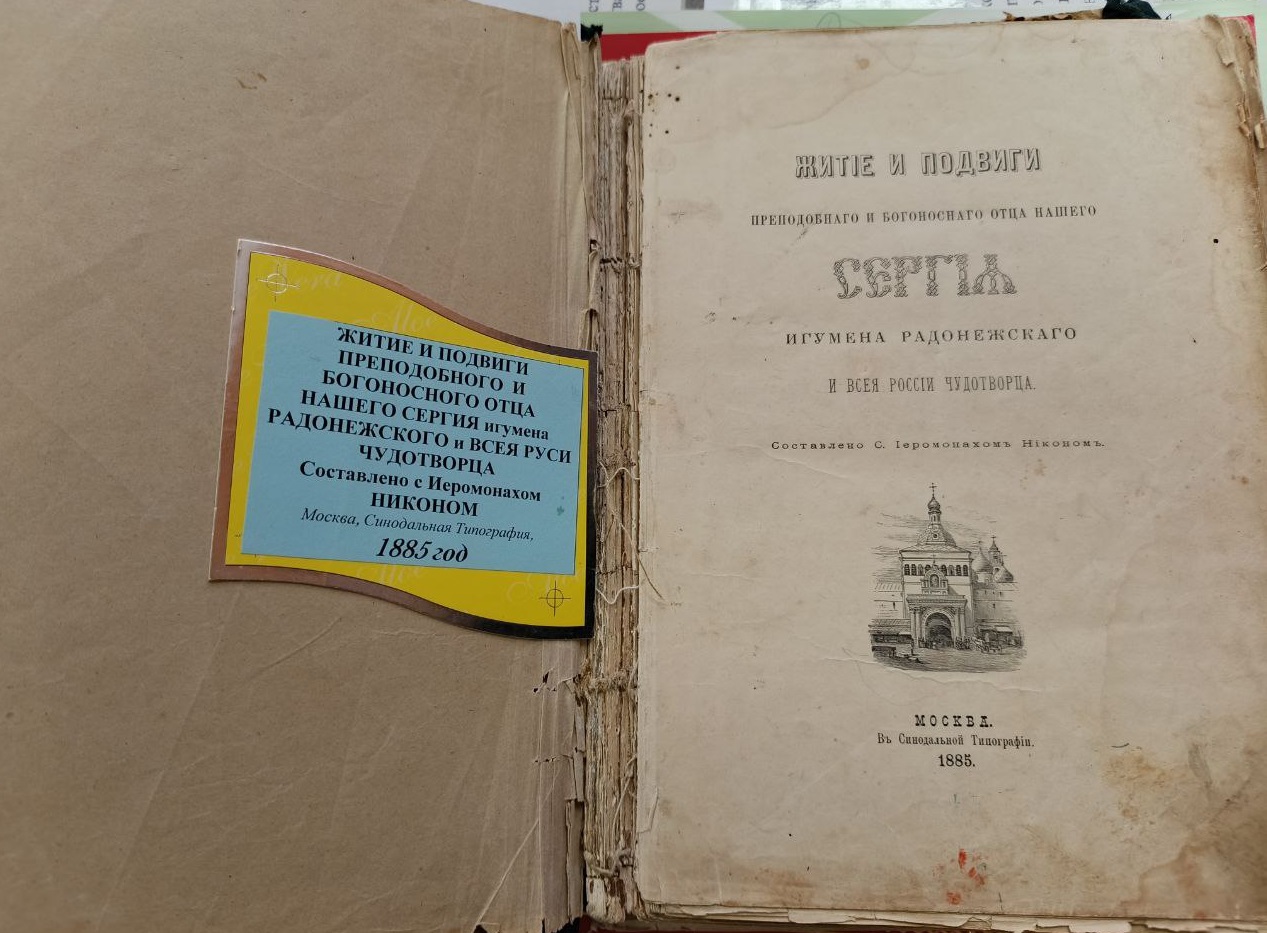 ЖИТИЕ И ПОДВИГИ
ПРЕПОДОБНОГО И
БОГОНОСНОГО ОТЦА
НАШЕГО СЕРГИЯ игумена
РАДОНЕЖСКОГО и ВСЕЯ РУСИ
ЧУДОТВОРЦА
Составлено с Иеромонахом
НИКОНОМ
Москва, Синодальная Типография,
1885 год
ЖИТІЕ И ПОДВИГИ
ПРЕПОДОБНАГО И БОГОНОСНАГО ОТЦА НАШЕГО
СЕРГІѦ
ИГУМЕНА РАДОНЕЖСКАГО
И ВСЕЯ РОССІИ ЧУДОТВОРЦА.
Составлено С. Іеромонахомъ Нікономъ.
МОСКВА.
Въ Синодальной Типографіи.
1885.